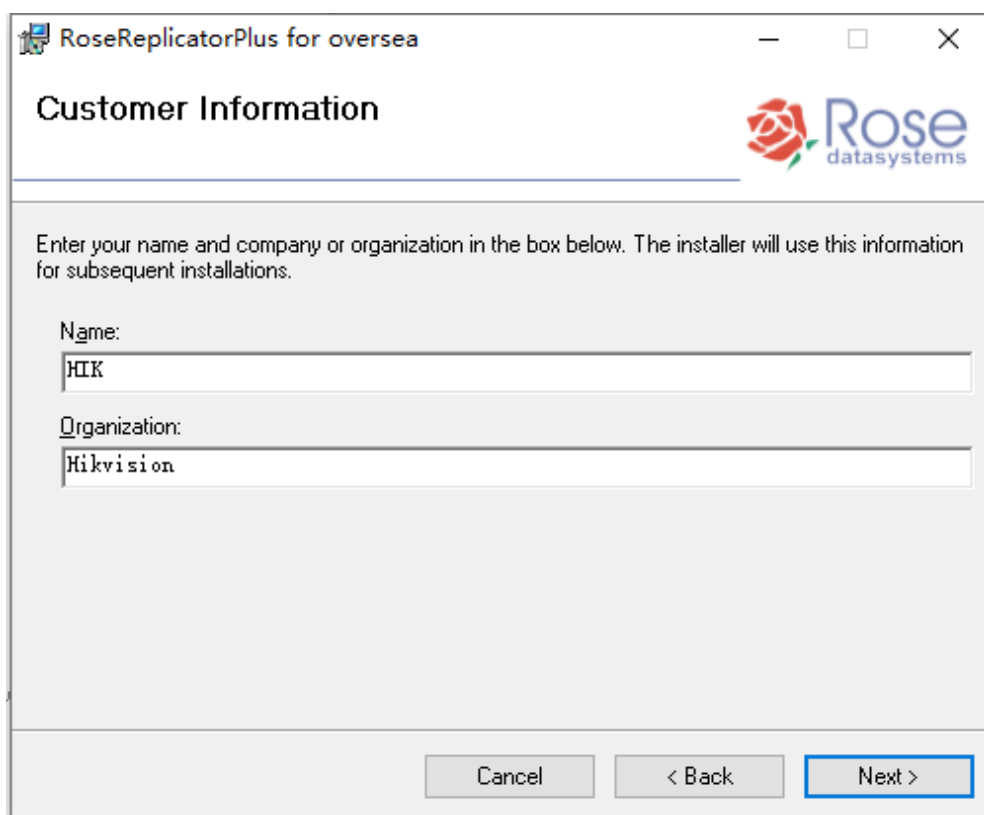 RoseReplicatorPlus for oversea
Customer Information
Rose
datasystems
Enter your name and company or organization in the box below. The installer will use this information
for subsequent installations.
Name:
HIK
Organization:
Hikvision
Cancel
< Back
Next >